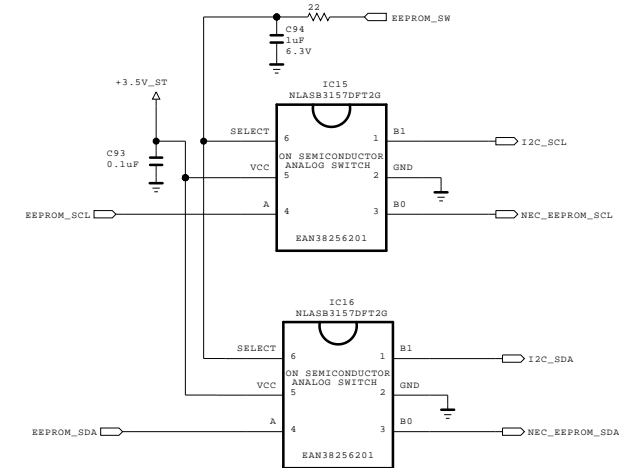 22
EEPROM_SW
C94
1uF
6.3V
+3.5V_ST
IC15
NLASB3157DFT2G
C93
0.1uF
SELECT
6
1
B1
I2C_SCL
ON SEMICONDUCTOR
ANALOG SWITCH
VCC
5
2
GND
EEPROM_SCL
A
4
3
B0
NEC_EEPROM_SCL
EAN38256201
IC16
NLASB3157DFT2G
SELECT
6
1
B1
I2C_SDA
ON SEMICONDUCTOR
ANALOG SWITCH
VCC
5
2
GND
EEPROM_SDA
A
4
3
B0
NEC_EEPROM_SDA
EAN38256201